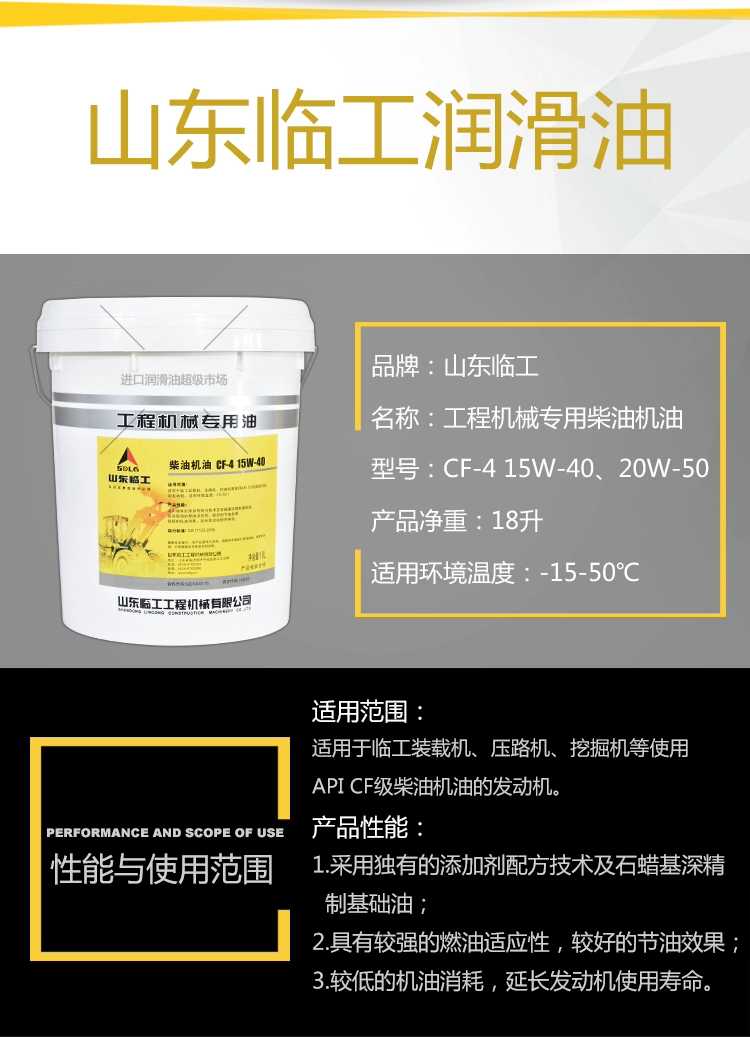 山东临工润滑油
进口润滑油超级市场
工程机械专用油
SDLG
山东临工
柴油机油 CF-4 15W-40
山东临工工程机械有限公司
SHANDONG LINGONG CONSTRUCTION MACHINERY CO.,LTD
品牌：山东临工
名称：工程机械专用柴油机油
型号：CF-4 15W-40、20W-50
产品净重：18升
适用环境温度：-15-50℃
PERFORMANCE AND SCOPE OF USE
性能与使用范围
适用范围：
适用于临工装载机、压路机、挖掘机等使用
API CF级柴油机油的发动机。
产品性能：
1.采用独有的添加剂配方技术及石蜡基深精
制基础油；
2.具有较强的燃油适应性，较好的节油效果；
3.较低的机油消耗，延长发动机使用寿命。